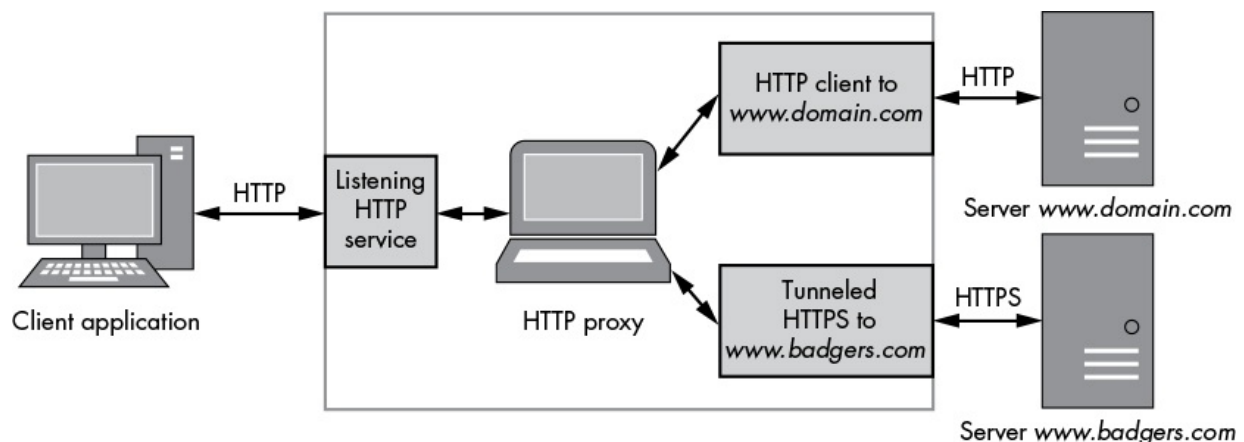 HTTP
Listening
HTTP
service
Client application
HTTP proxy
HTTP client to
www.domain.com
HTTP
Server www.domain.com
Tunneled
HTTPS to
www.badgers.com
HTTPS
Server www.badgers.com